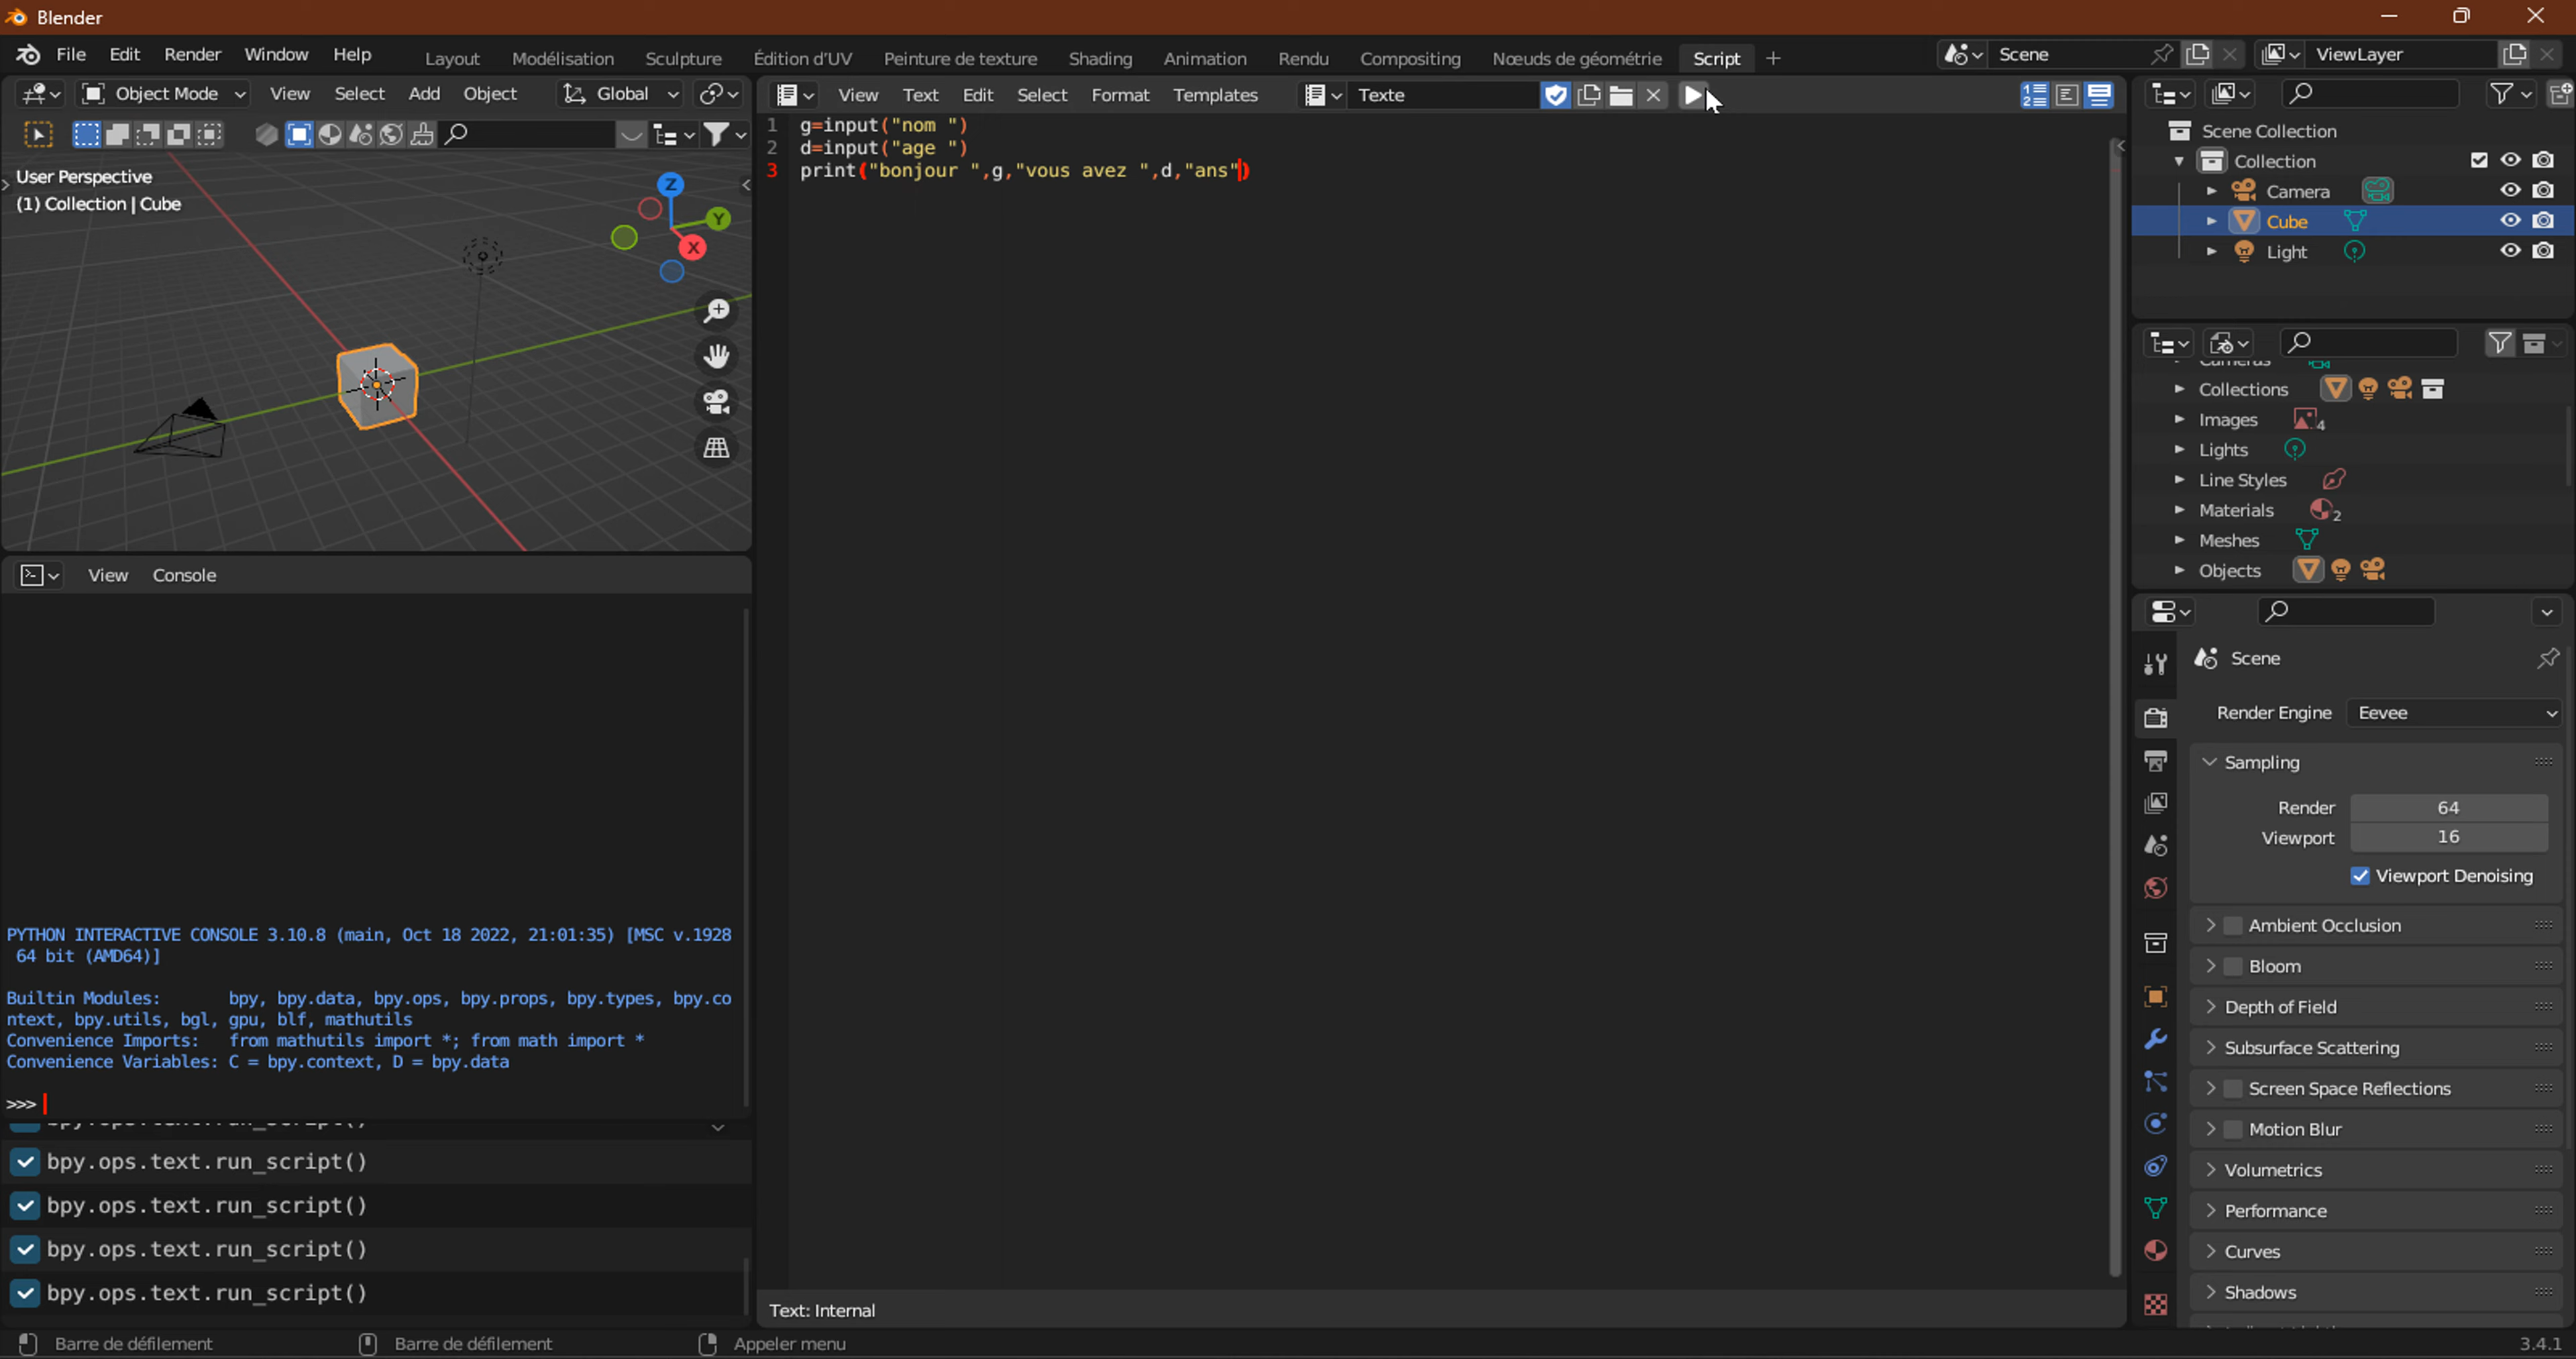 Blender
File Edit Render Window Help Layout Modélisation Sculpture Édition d'UV Peinture de texture Shading Animation Rendu Compositing Nœuds de géométrie Script + Scene ViewLayer
Object Mode View Select Add Object Global
User Perspective
(1) Collection | Cube
Z
Y
X
View Text Edit Select Format Templates Texte
1 g=input("nom ")
2 d=input("age ")
3 print("bonjour ",g,"vous avez ",d,"ans")
Text: Internal
View Console
PYTHON INTERACTIVE CONSOLE 3.10.8 (main, Oct 18 2022, 21:01:35) [MSC v.1928
64 bit (AMD64)]
Builtin Modules: bpy, bpy.data, bpy.ops, bpy.props, bpy.types, bpy.co
ntext, bpy.utils, bgl, gpu, blf, mathutils
Convenience Imports: from mathutils import *; from math import *
Convenience Variables: C = bpy.context, D = bpy.data
>>>
bpy.ops.text.run_script()
bpy.ops.text.run_script()
bpy.ops.text.run_script()
bpy.ops.text.run_script()
Scene Collection
Collection
Camera
Cube
Light
Collections
Images 4
Lights
Line Styles
Materials 2
Meshes
Objects
Scene
Render Engine Eevee
Sampling
Render 64
Viewport 16
Viewport Denoising
Ambient Occlusion
Bloom
Depth of Field
Subsurface Scattering
Screen Space Reflections
Motion Blur
Volumetrics
Performance
Curves
Shadows
Barre de défilement Barre de défilement Appeler menu 3.4.1